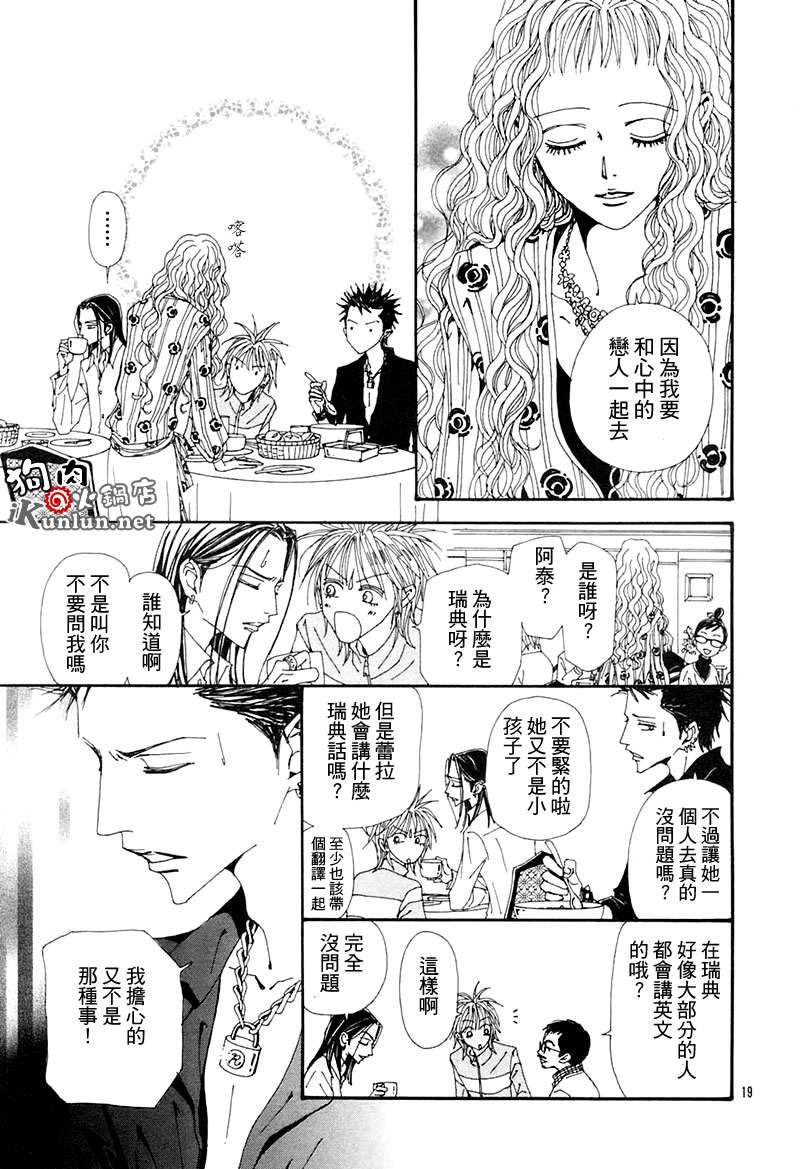 因為我要
和心中的
戀人一起去
喀嗒
……
狗肉
火鍋店
iKunlun.net
是誰呀？
阿泰？
為什麼是
瑞典呀？
誰知道啊
不是叫你
不要問我嗎
不過讓她一
個人去真的
沒問題嗎？
不要緊的啦
她又不是小
孩子了
但是蕾拉
她會講什麼
瑞典話嗎？
至少也該帶
個翻譯一起
在瑞典
好像大部分的人
都會講英文
的哦？
這樣啊
完全
沒問題
我擔心的
又不是
那種事！
19